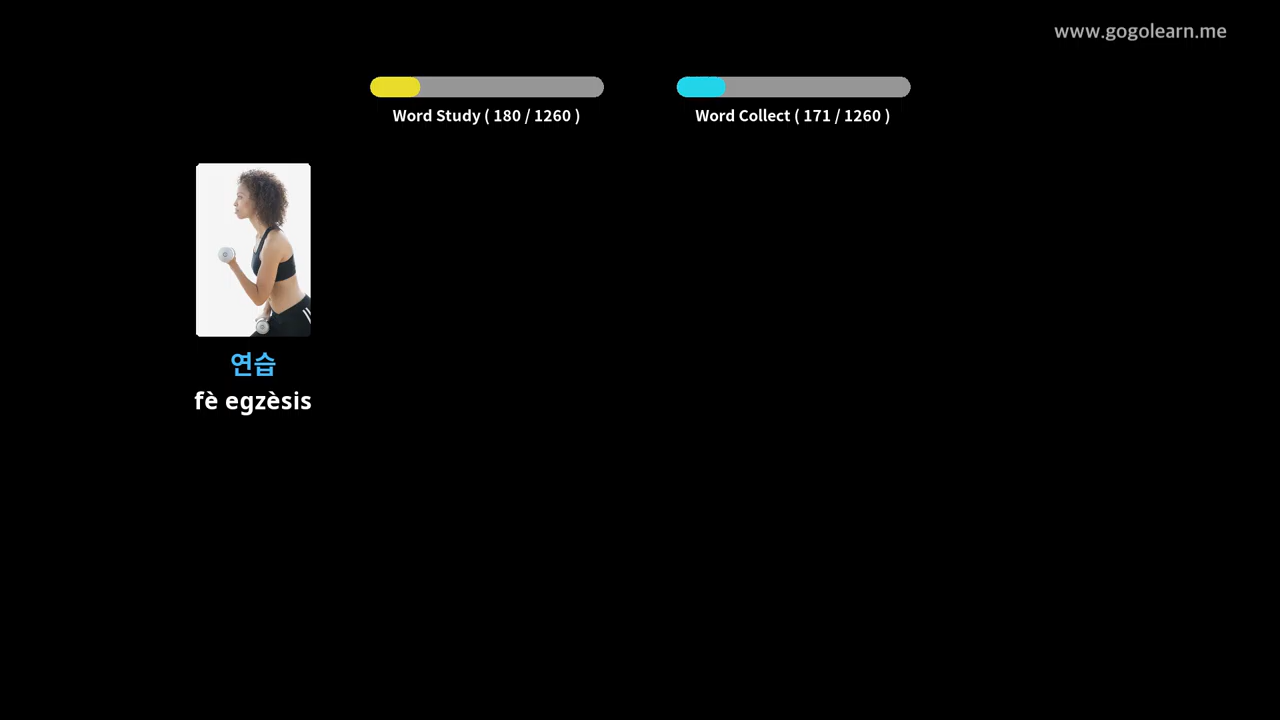 www.gogolearn.me
Word Study ( 180 / 1260 )
Word Collect ( 171 / 1260 )
연습
fè egzèsis